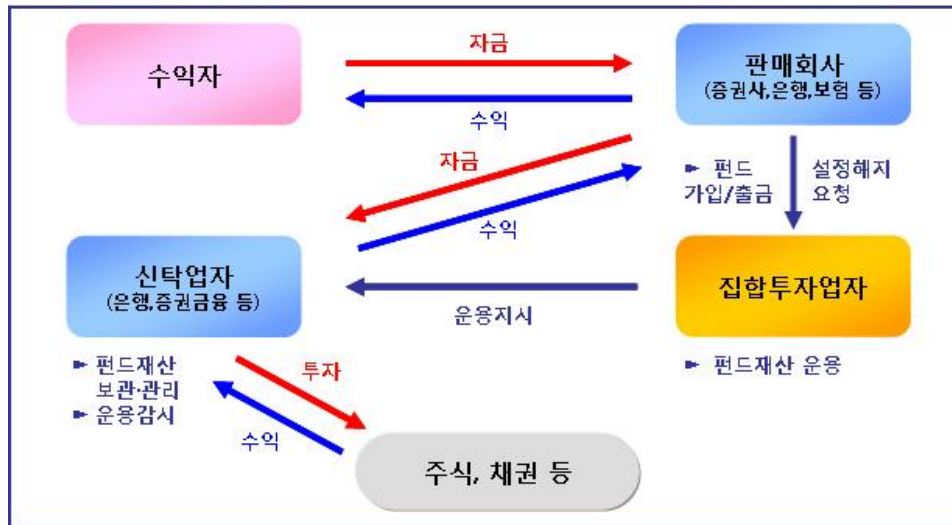 수익자
자금
수익
판매회사
(증권사,은행,보험 등)
자금
수익
► 펀드
가입/출금
설정해지
요청
신탁업자
(은행,증권금융 등)
운용지시
집합투자업자
► 펀드재산
보관·관리
► 운용감시
투자
수익
► 펀드재산 운용
주식, 채권 등